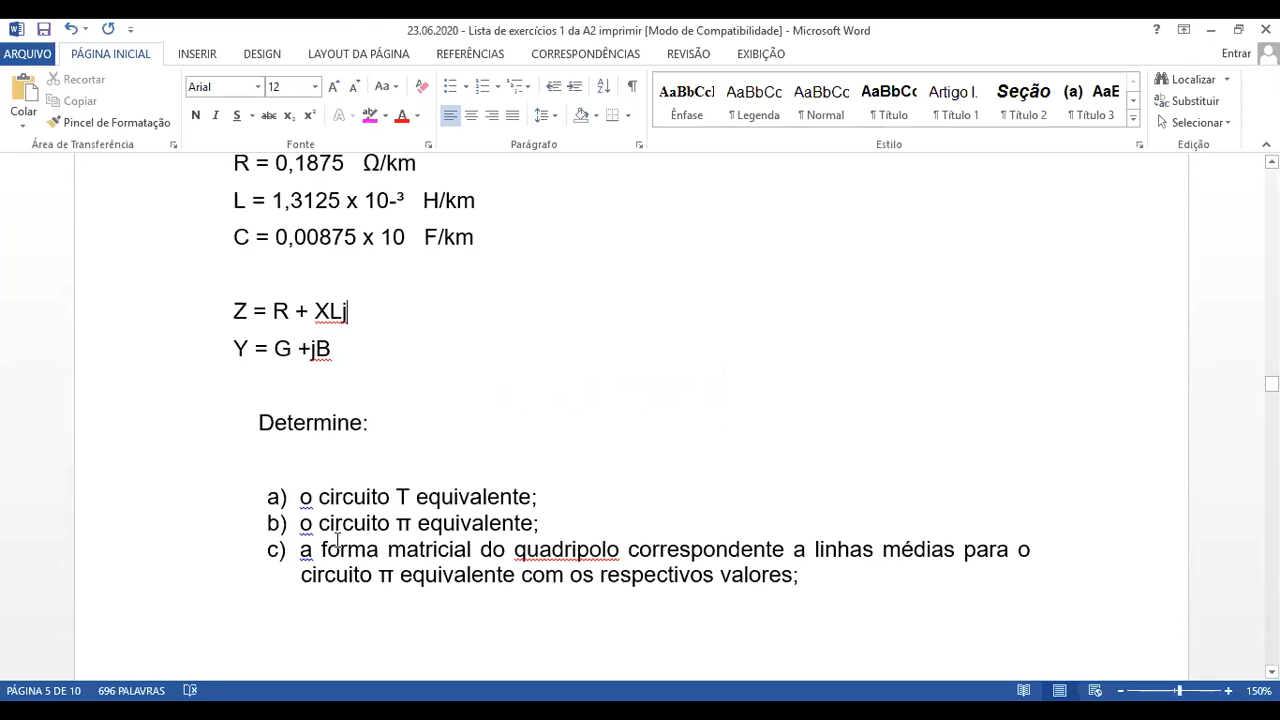 23.06.2020 - Lista de exercícios 1 da A2 imprimir [Modo de Compatibilidade] - Microsoft Word
ARQUIVO PÁGINA INICIAL INSERIR DESIGN LAYOUT DA PÁGINA REFERÊNCIAS CORRESPONDÊNCIAS REVISÃO EXIBIÇÃO Entrar
Colar
Recortar
Copiar
Pincel de Formatação
Arial 12
N I S abc x₂ x² A A
Aa
AaBbCcI AaBbCc AaBbCc AaBbCc Artigo I. Seção (a) AaE
Ênfase ¶ Legenda ¶ Normal ¶ Título ¶ Título 1 ¶ Título 2 ¶ Título 3
Localizar
Substituir
Selecionar
Área de Transferência Fonte Parágrafo Estilo Edição
R = 0,1875 Ω/km
L = 1,3125 x 10-³ H/km
C = 0,00875 x 10 F/km
Z = R + XLj
Y = G +jB
Determine:
a) o circuito T equivalente;
b) o circuito π equivalente;
c) a forma matricial do quadripolo correspondente a linhas médias para o
circuito π equivalente com os respectivos valores;
PÁGINA 5 DE 10 696 PALAVRAS 150%